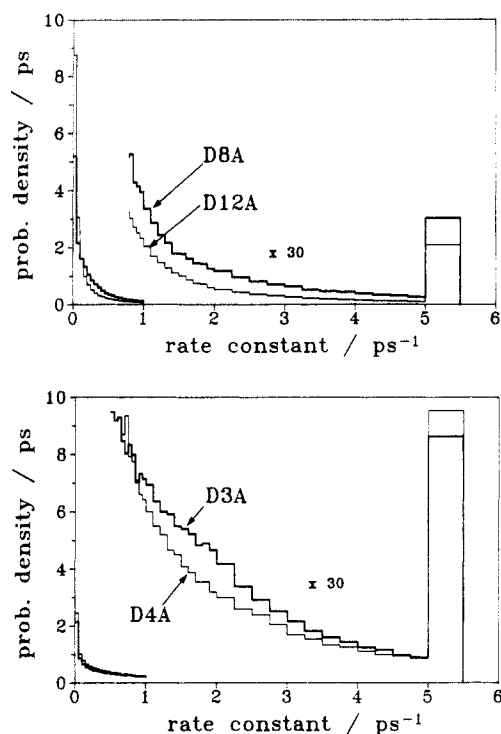 10
8
6
4
2
0
prob. density / ps
D8A
D12A
x 30
0 1 2 3 4 5 6
rate constant / ps⁻¹
10
8
6
4
2
0
prob. density / ps
D3A
D4A
x 30
0 1 2 3 4 5 6
rate constant / ps⁻¹